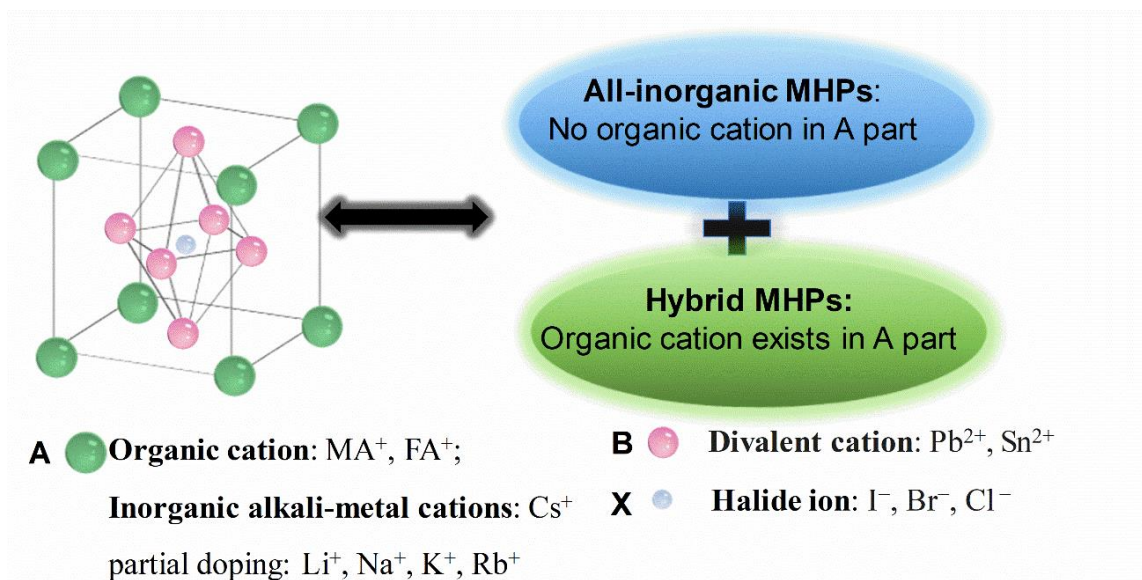 All-inorganic MHPs:
No organic cation in A part
Hybrid MHPs:
Organic cation exists in A part
A Organic cation: MA⁺, FA⁺;
Inorganic alkali-metal cations: Cs⁺
partial doping: Li⁺, Na⁺, K⁺, Rb⁺
B Divalent cation: Pb²⁺, Sn²⁺
X Halide ion: I⁻, Br⁻, Cl⁻